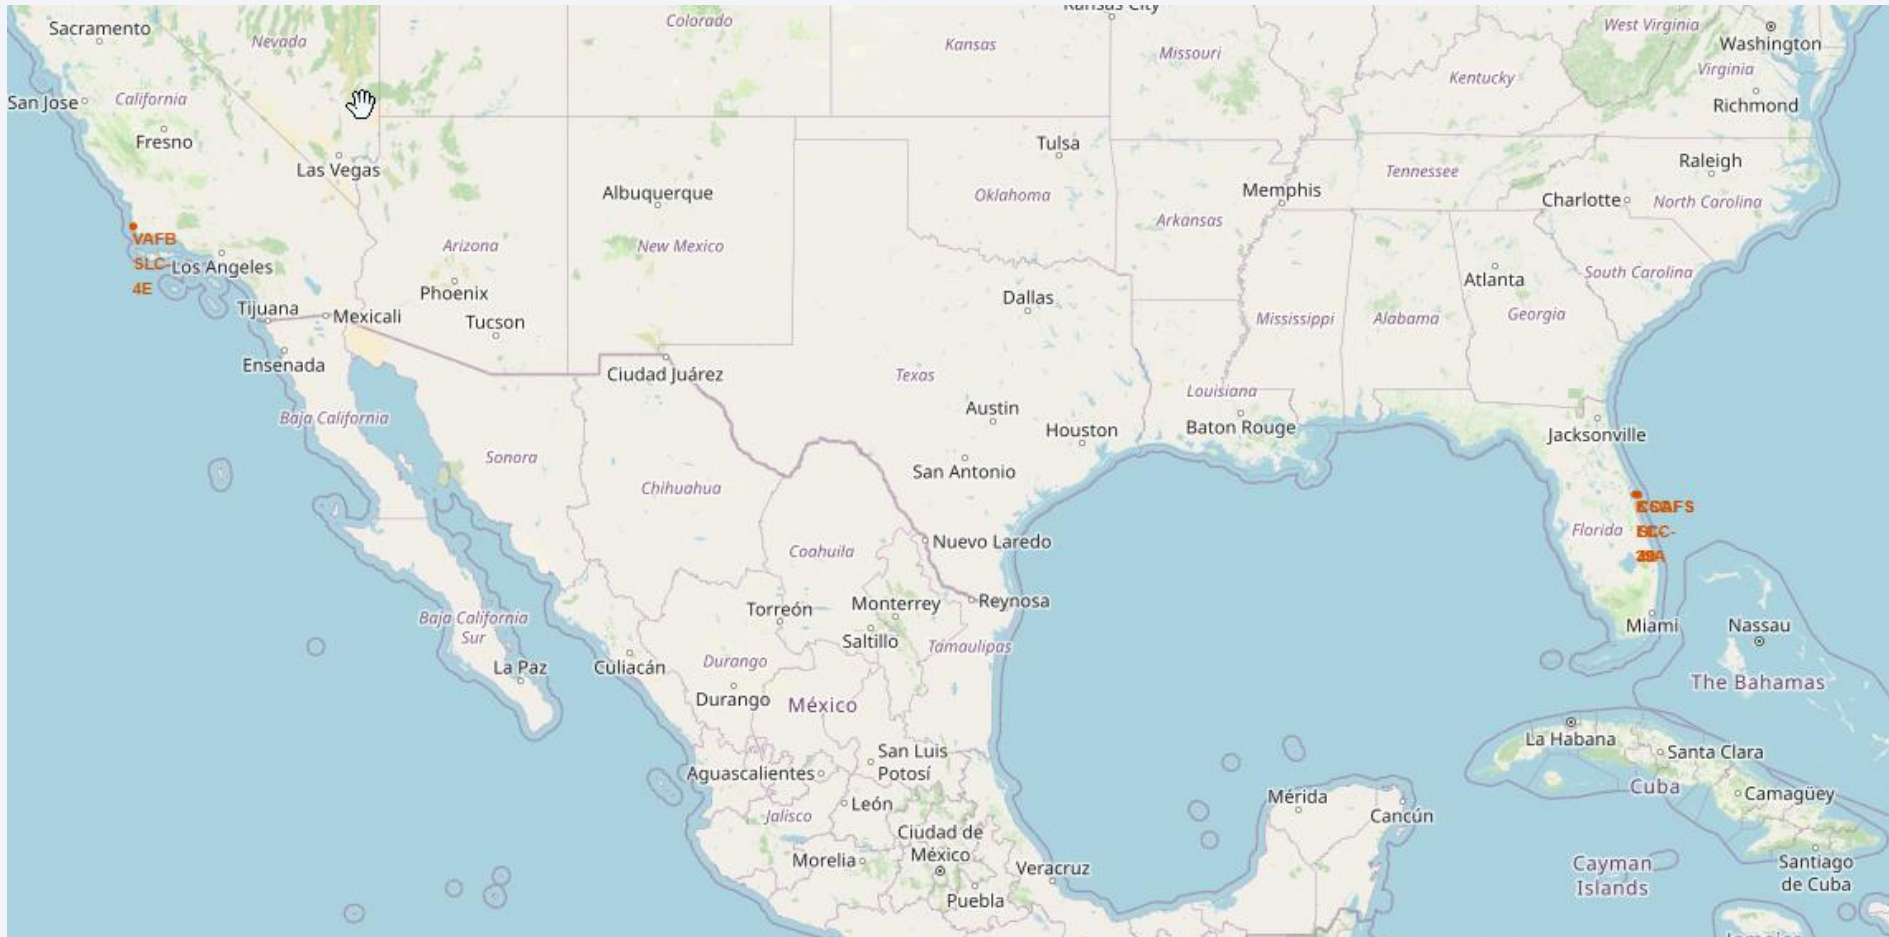 Kansas City
Sacramento
Nevada
Colorado
Kansas
Missouri
West Virginia
Washington
Virginia
Kentucky
San Jose
California
Richmond
Fresno
Las Vegas
Tulsa
Tennessee
Raleigh
Albuquerque
Oklahoma
Memphis
Charlotte
North Carolina
Arkansas
VAFB
SLC-
4E
Los Angeles
Arizona
New Mexico
Phoenix
Atlanta
South Carolina
Tijuana
Mexicali
Tucson
Dallas
Mississippi
Alabama
Georgia
Ensenada
Ciudad Juárez
Texas
Louisiana
Baja California
Austin
Houston
Baton Rouge
Jacksonville
Sonora
San Antonio
Chihuahua
Florida
Coahuila
Nuevo Laredo
Torreón
Monterrey
Reynosa
Baja California
Sur
Saltillo
Tamaulipas
Miami
Nassau
La Paz
Culiacán
Durango
Durango
México
The Bahamas
La Habana
Santa Clara
San Luis
Potosí
Aguascalientes
Cuba
Camagüey
León
Jalisco
Mérida
Cancún
Ciudad de
México
Morelia
Veracruz
Cayman
Islands
Santiago
de Cuba
Puebla